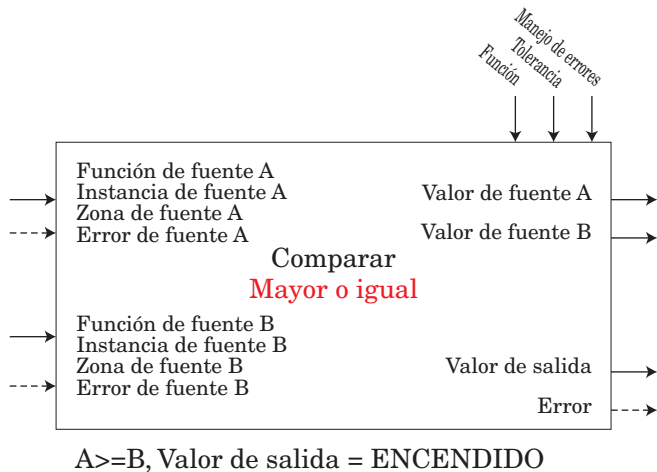 Manejo de errores
Tolerancia
Función
Función de fuente A
Instancia de fuente A
Zona de fuente A
Error de fuente A
Valor de fuente A
Valor de fuente B
Comparar
Mayor o igual
Función de fuente B
Instancia de fuente B
Zona de fuente B
Error de fuente B
Valor de salida
Error
A>=B, Valor de salida = ENCENDIDO